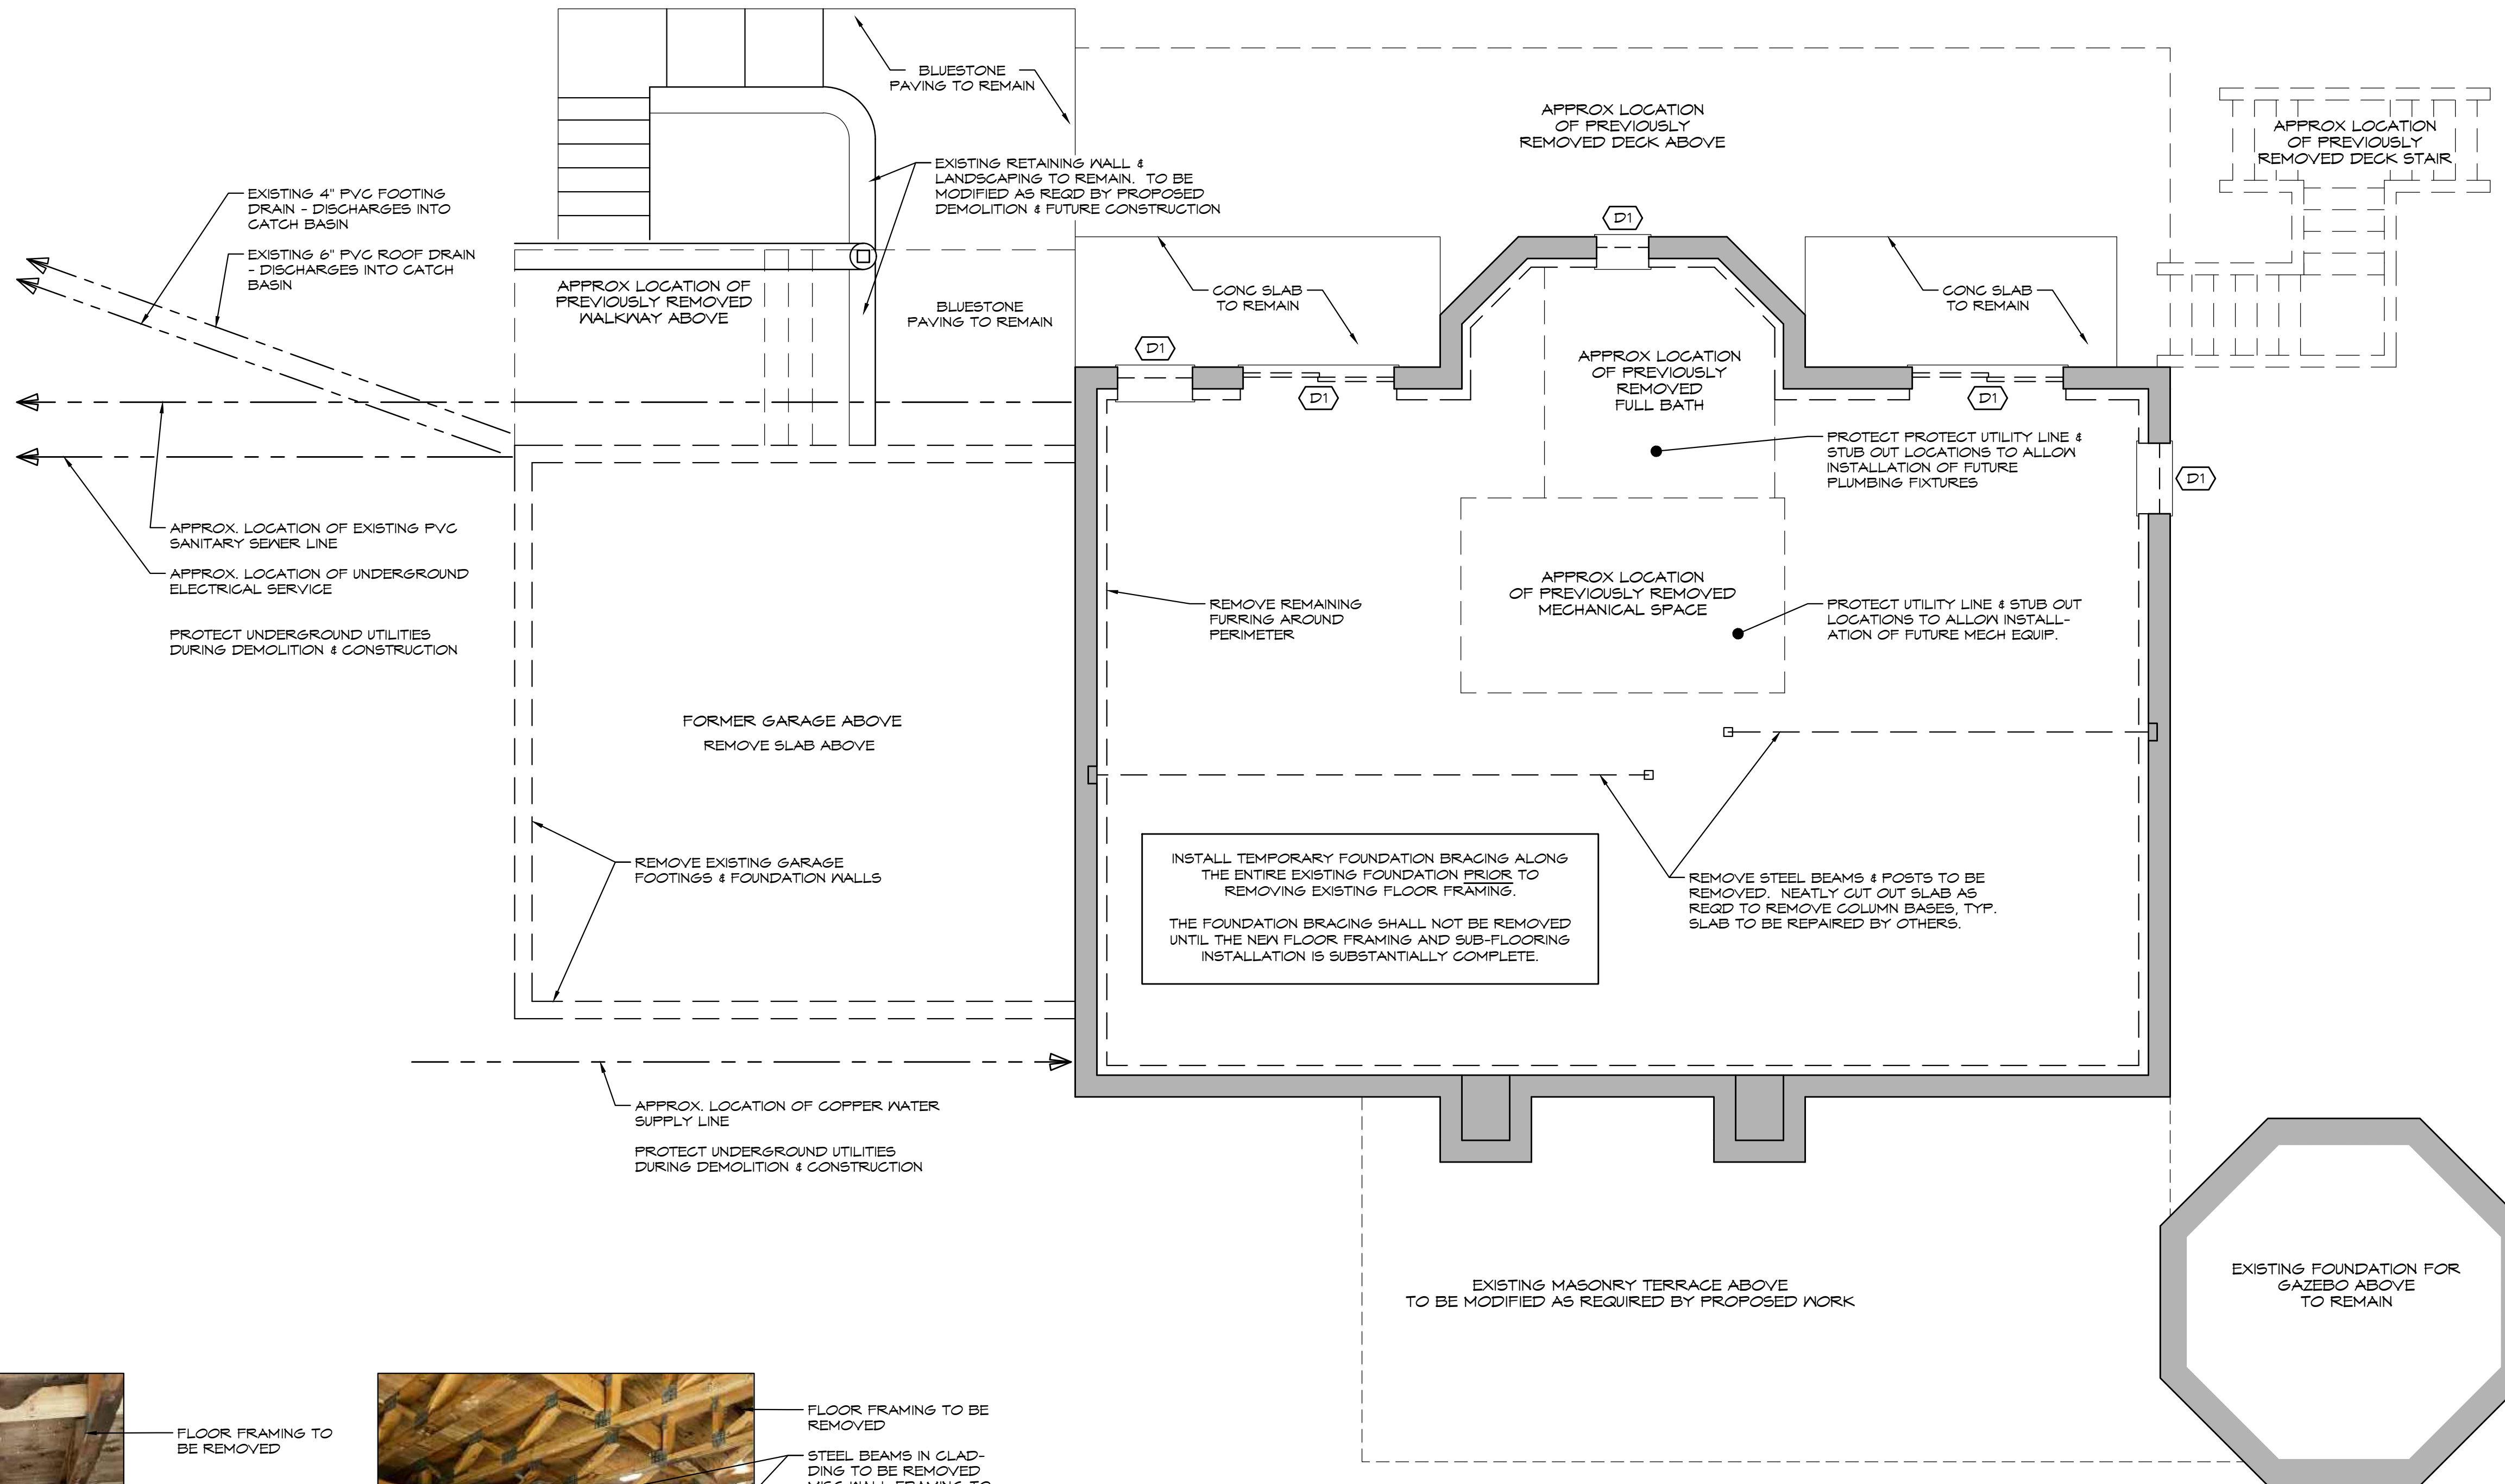 BLUESTONE
PAVING TO REMAIN
APPROX LOCATION
OF PREVIOUSLY
REMOVED DECK ABOVE
APPROX LOCATION
OF PREVIOUSLY
REMOVED DECK STAIR
EXISTING RETAINING WALL &
LANDSCAPING TO REMAIN. TO BE
MODIFIED AS REQD BY PROPOSED
DEMOLITION & FUTURE CONSTRUCTION
EXISTING 4" PVC FOOTING
DRAIN - DISCHARGES INTO
CATCH BASIN
EXISTING 6" PVC ROOF DRAIN
- DISCHARGES INTO CATCH
BASIN
APPROX LOCATION OF
PREVIOUSLY REMOVED
WALKWAY ABOVE
BLUESTONE
PAVING TO REMAIN
D1
CONC SLAB
TO REMAIN
CONC SLAB
TO REMAIN
D1
D1
D1
D1
APPROX LOCATION
OF PREVIOUSLY
REMOVED
FULL BATH
PROTECT PROTECT UTILITY LINE &
STUB OUT LOCATIONS TO ALLOW
INSTALLATION OF FUTURE
PLUMBING FIXTURES
APPROX. LOCATION OF EXISTING PVC
SANITARY SEWER LINE
APPROX. LOCATION OF UNDERGROUND
ELECTRICAL SERVICE
PROTECT UNDERGROUND UTILITIES
DURING DEMOLITION & CONSTRUCTION
REMOVE REMAINING
FURRING AROUND
PERIMETER
APPROX LOCATION
OF PREVIOUSLY REMOVED
MECHANICAL SPACE
PROTECT UTILITY LINE & STUB OUT
LOCATIONS TO ALLOW INSTALL-
ATION OF FUTURE MECH EQUIP.
FORMER GARAGE ABOVE
REMOVE SLAB ABOVE
REMOVE EXISTING GARAGE
FOOTINGS & FOUNDATION WALLS
INSTALL TEMPORARY FOUNDATION BRACING ALONG
THE ENTIRE EXISTING FOUNDATION PRIOR TO
REMOVING EXISTING FLOOR FRAMING.
THE FOUNDATION BRACING SHALL NOT BE REMOVED
UNTIL THE NEW FLOOR FRAMING AND SUB-FLOORING
INSTALLATION IS SUBSTANTIALLY COMPLETE.
REMOVE STEEL BEAMS & POSTS TO BE
REMOVED. NEATLY CUT OUT SLAB AS
REQD TO REMOVE COLUMN BASES, TYP.
SLAB TO BE REPAIRED BY OTHERS.
APPROX. LOCATION OF COPPER WATER
SUPPLY LINE
PROTECT UNDERGROUND UTILITIES
DURING DEMOLITION & CONSTRUCTION
EXISTING MASONRY TERRACE ABOVE
TO BE MODIFIED AS REQUIRED BY PROPOSED WORK
EXISTING FOUNDATION FOR
GAZEBO ABOVE
TO REMAIN
FLOOR FRAMING TO
BE REMOVED
FLOOR FRAMING TO BE
REMOVED
STEEL BEAMS IN CLAD-
DING TO BE REMOVED
MISC WALL FRAMING TO